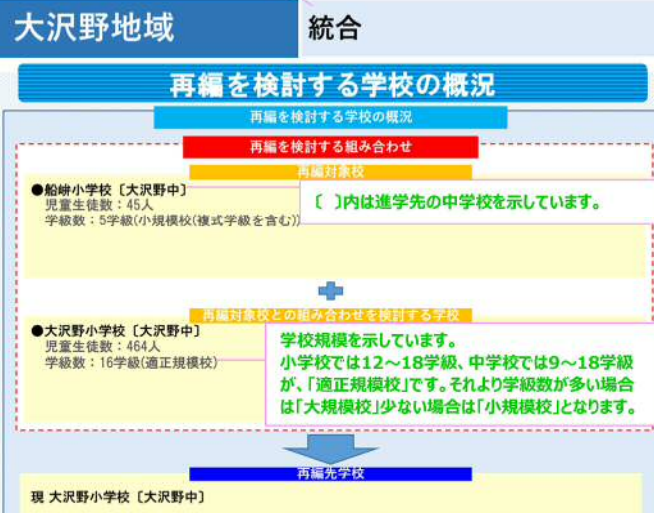 大沢野地域
統合
再編を検討する学校の概況
再編を検討する学校の概況
再編を検討する組み合わせ
再編対象校
●船峅小学校〔大沢野中〕
児童生徒数：45人
学級数：5学級(小規模校(複式学級を含む))
〔　〕内は進学先の中学校を示しています。
再編対象校との組み合わせを検討する学校
●大沢野小学校〔大沢野中〕
児童生徒数：464人
学級数：16学級(適正規模校)
学校規模を示しています。
小学校では12～18学級、中学校では9～18学級
が、「適正規模校」です。それより学級数が多い場合
は「大規模校」少ない場合は「小規模校」となります。
再編先学校
現 大沢野小学校〔大沢野中〕